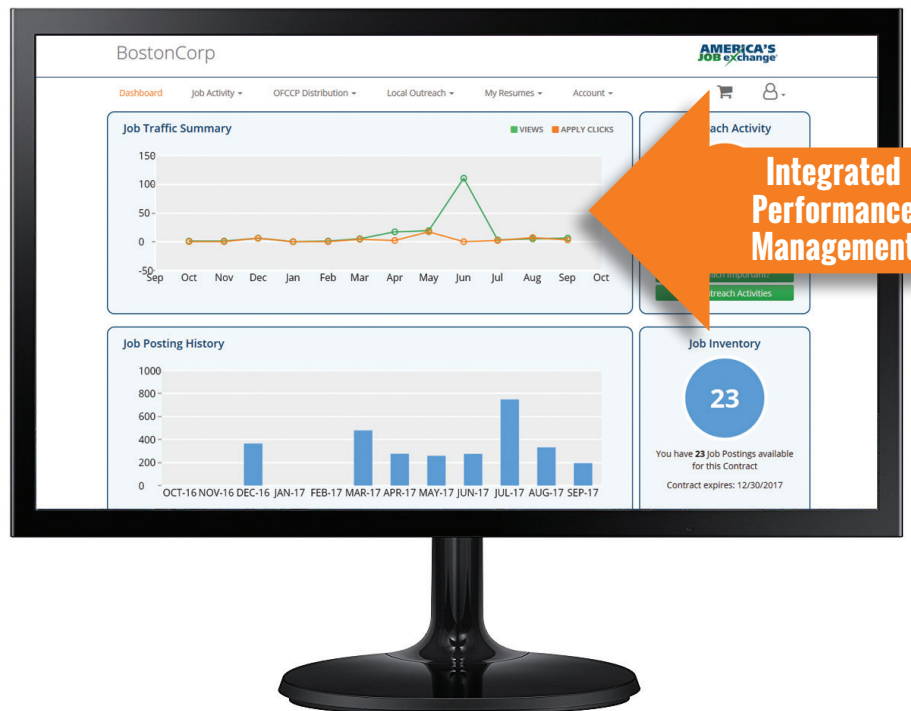 BostonCorp
AMERICA'S
JOB exchange
Dashboard Job Activity OFCCP Distribution Local Outreach My Resumes Account
Job Traffic Summary
VIEWS APPLY CLICKS
150
100
50
0
-50
Sep Oct Nov Dec Jan Feb Mar Apr May Jun Jul Aug Sep Oct
Activity
Integrated
Performance
Management
Important?
Activities
Job Posting History
1000
800
600
400
200
0
OCT-16 NOV-16 DEC-16 JAN-17 FEB-17 MAR-17 APR-17 MAY-17 JUN-17 JUL-17 AUG-17 SEP-17
Job Inventory
23
You have 23 Job Postings available
for this Contract
Contract expires: 12/30/2017